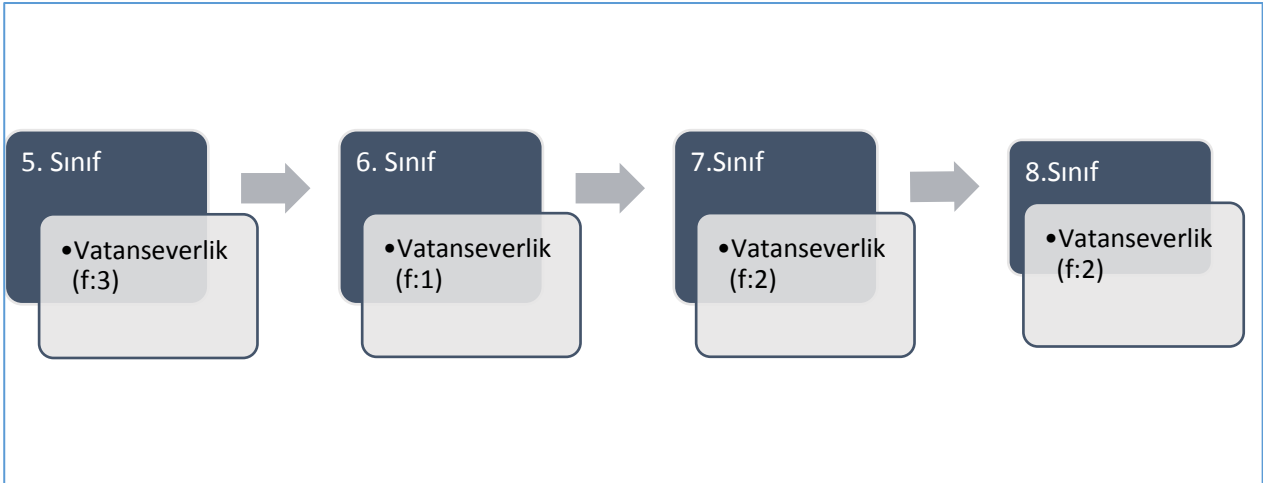 5. Sınıf
•Vatanseverlik
(f:3)
6. Sınıf
•Vatanseverlik
(f:1)
7.Sınıf
•Vatanseverlik
(f:2)
8.Sınıf
•Vatanseverlik
(f:2)